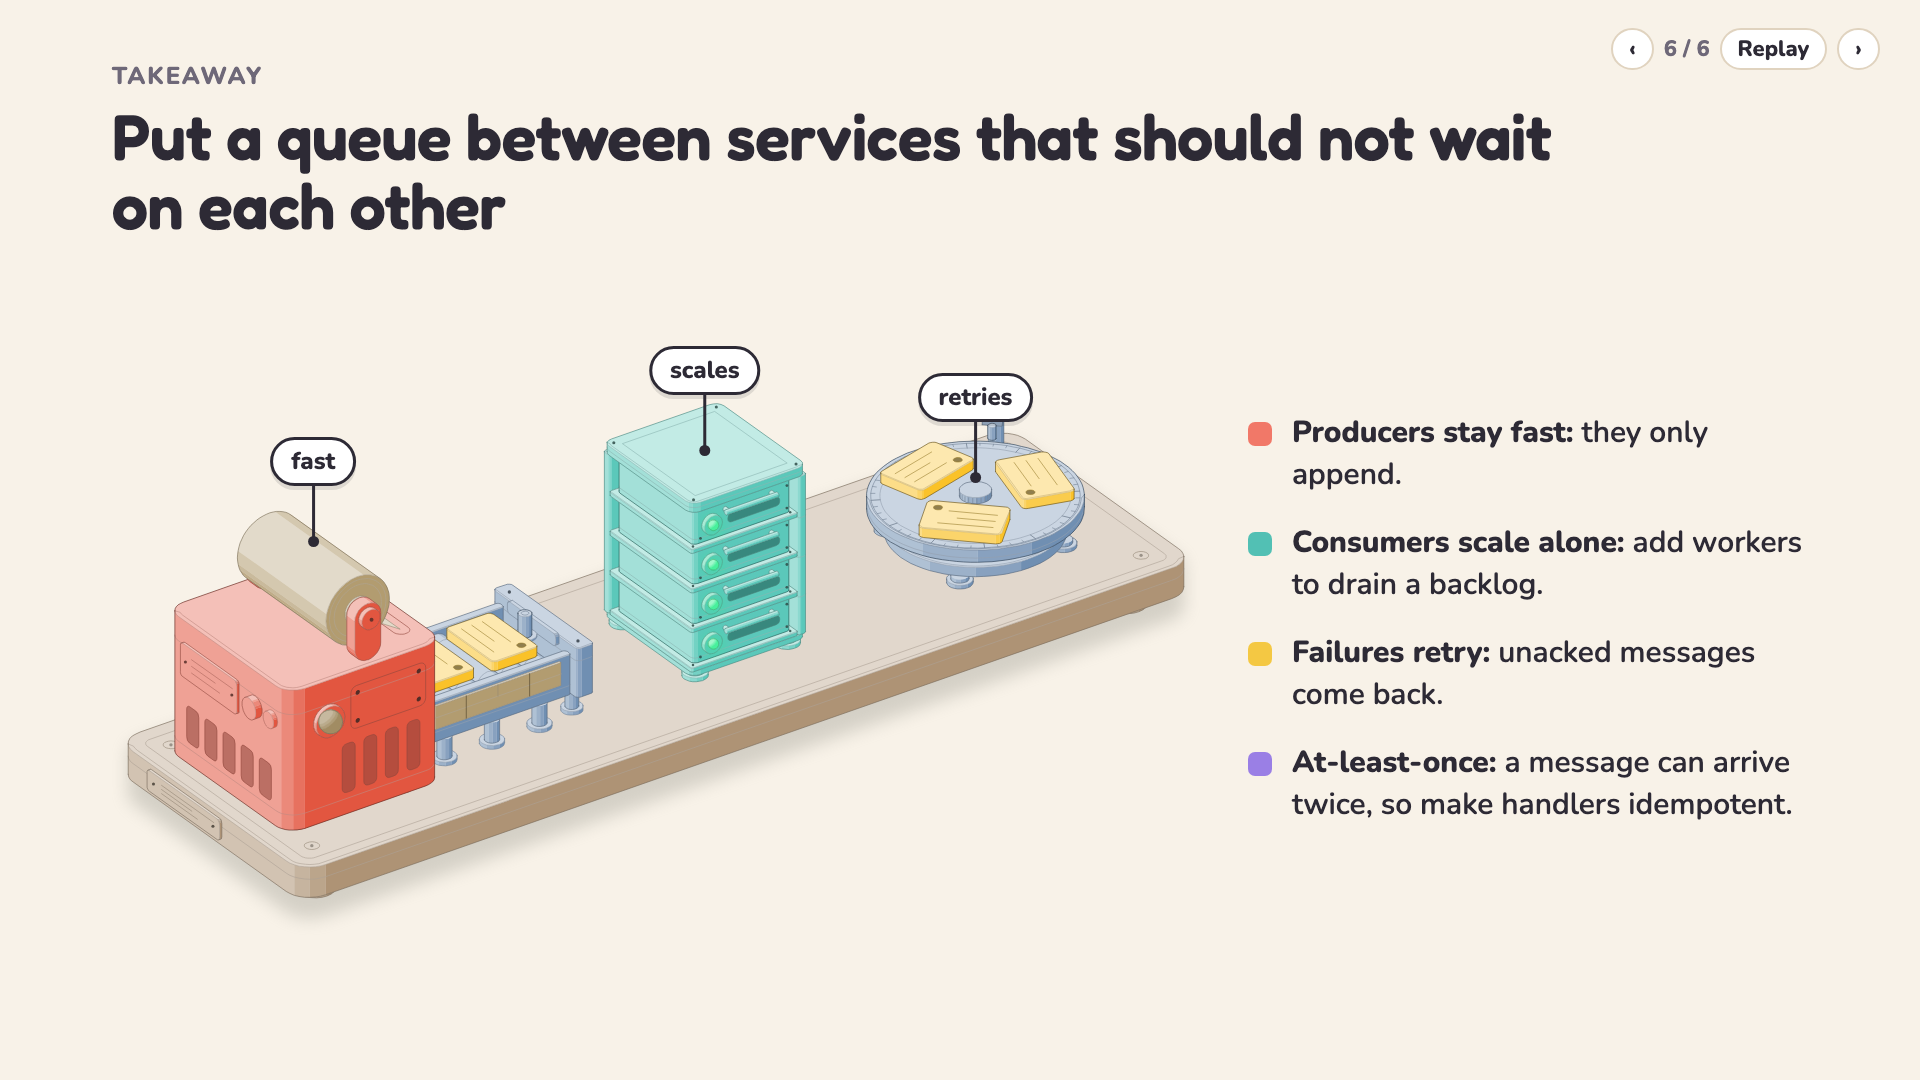 TAKEAWAY
‹ 6 / 6 Replay ›
Put a queue between services that should not wait
on each other
scales
retries
fast
Producers stay fast: they only
append.
Consumers scale alone: add workers
to drain a backlog.
Failures retry: unacked messages
come back.
At-least-once: a message can arrive
twice, so make handlers idempotent.